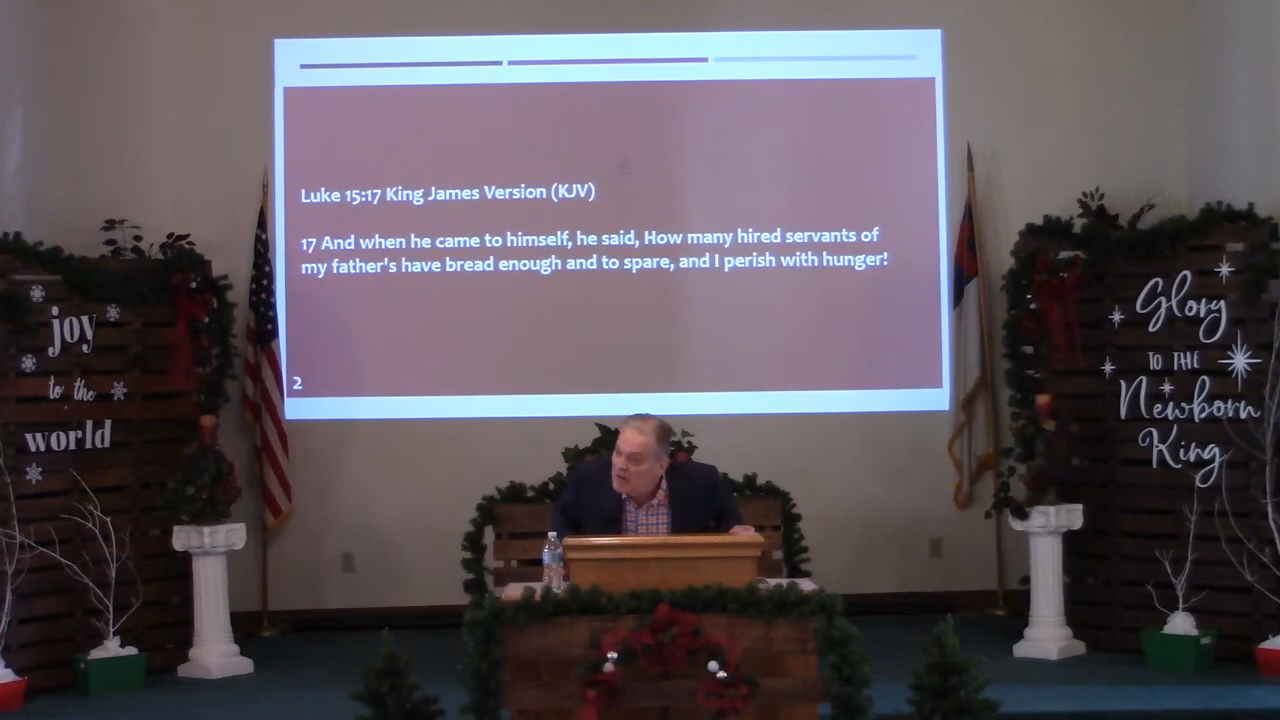 Luke 15:17 King James Version (KJV)
17 And when he came to himself, he said, How many hired servants of
my father's have bread enough and to spare, and I perish with hunger!
2
joy
to the
world
Glory
TO THE
Newborn
King